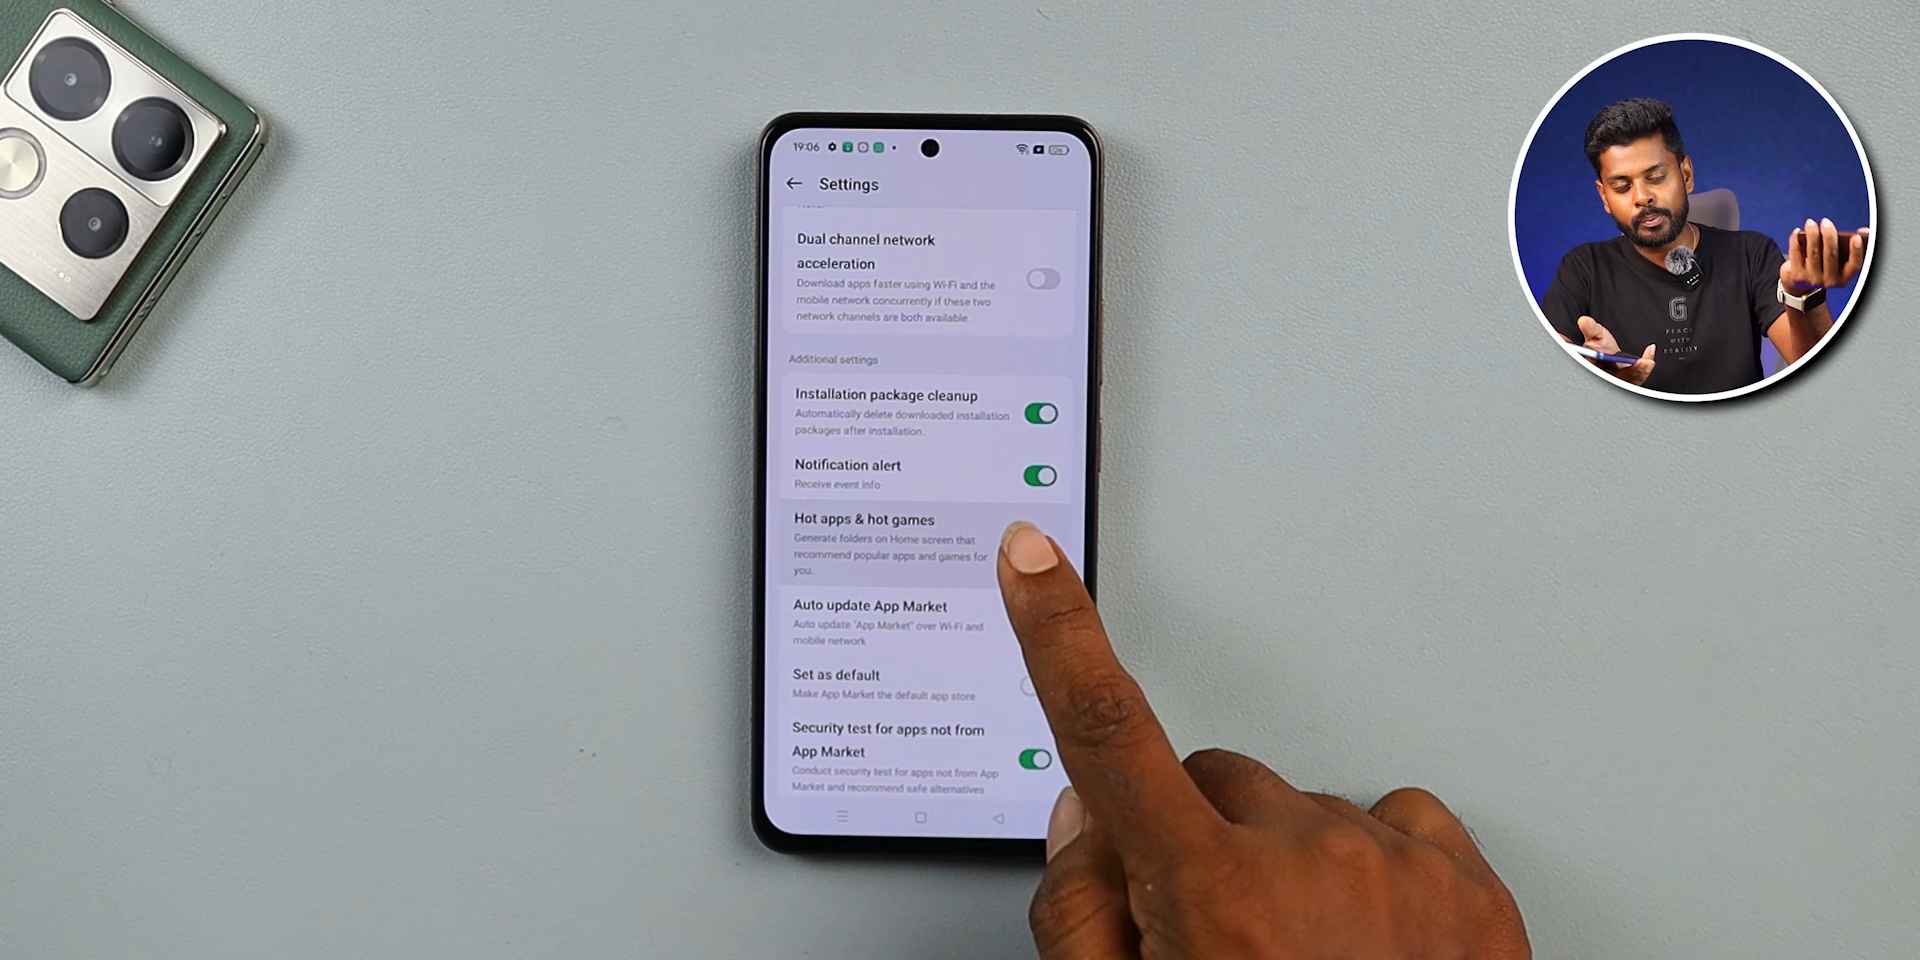 19:06
Settings
Dual channel network
acceleration
Download apps faster using Wi-Fi and the
mobile network concurrently if these two
network channels are both available.
Additional settings
Installation package cleanup
Automatically delete downloaded installation
packages after installation.
Notification alert
Receive event info
Hot apps & hot games
Generate folders on Home screen that
recommend popular apps and games for
you.
Auto update App Market
Auto update "App Market" over Wi-Fi and
mobile network
Set as default
Make App Market the default app store
Security test for apps not from
App Market
Conduct security test for apps not from App
Market and recommend safe alternatives
G
PEACE
WITH
REALITY